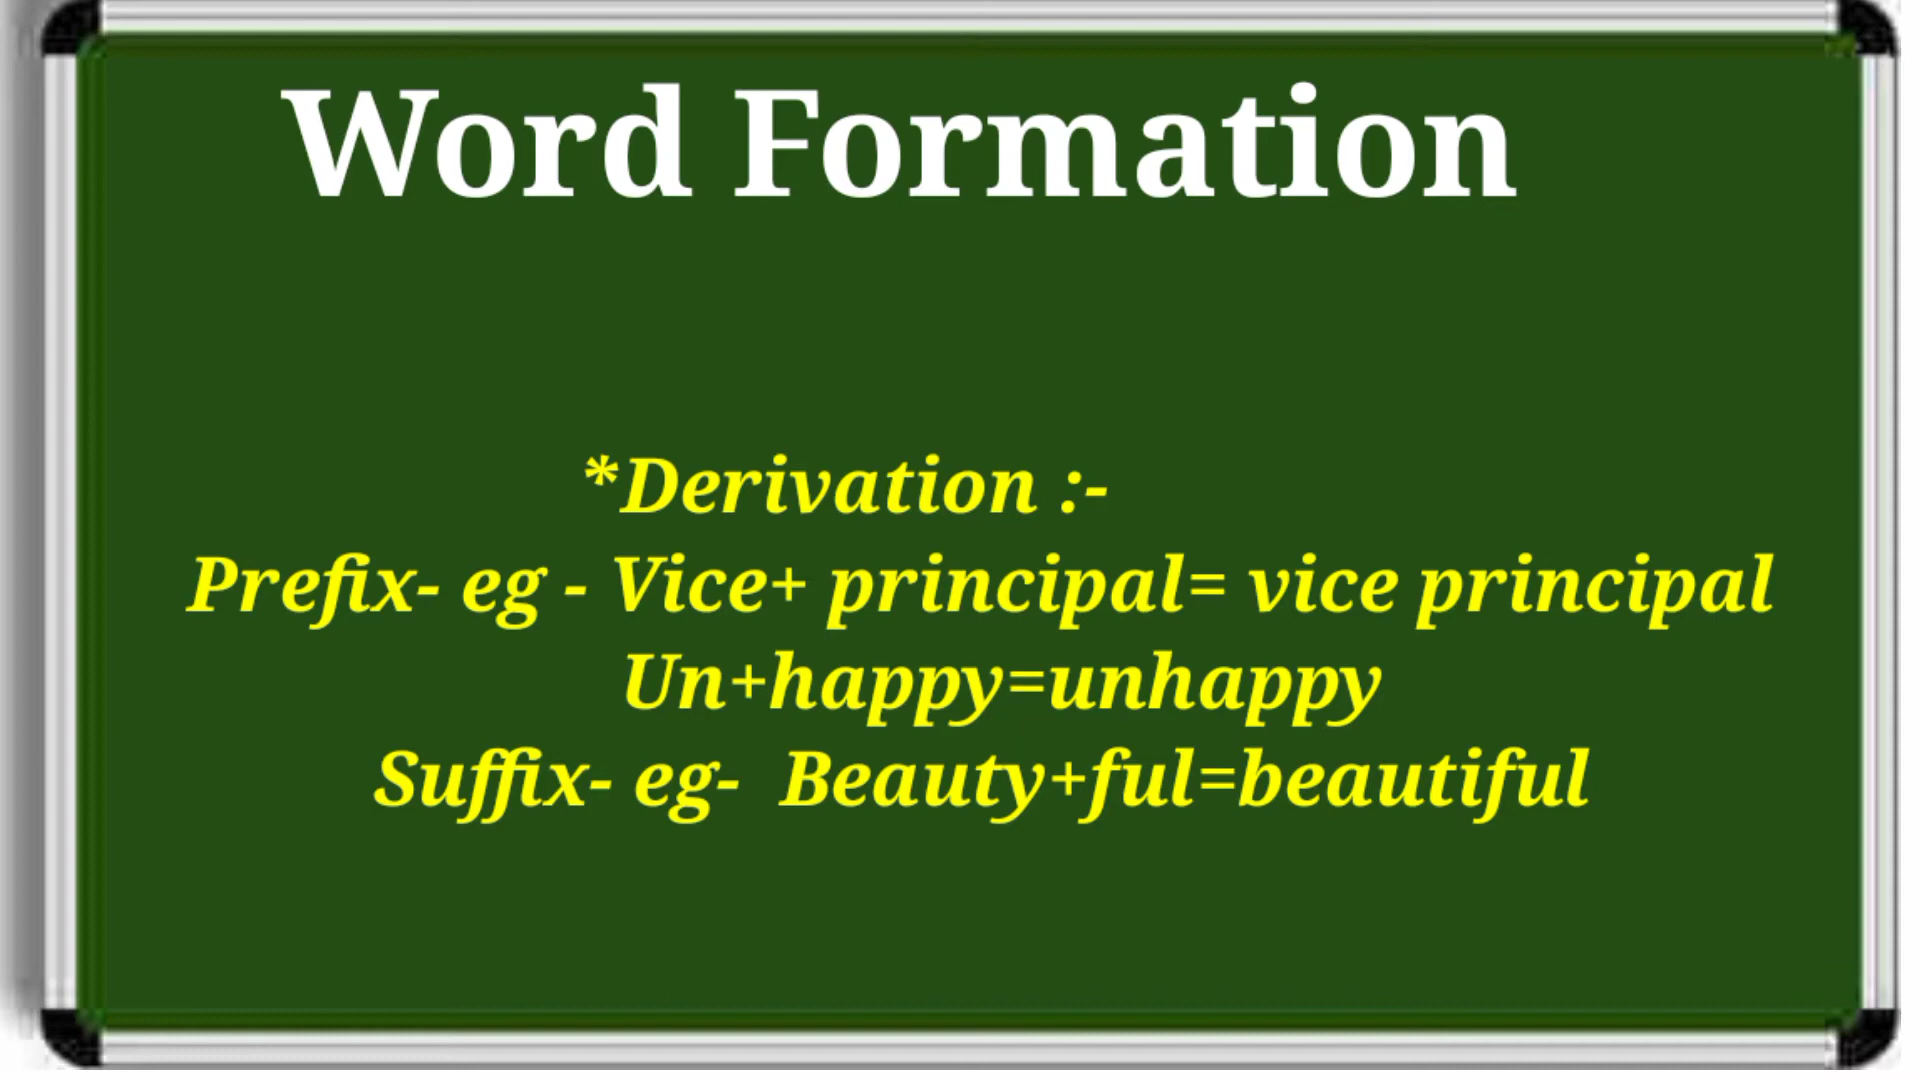 Word Formation
*Derivation :-
Prefix- eg - Vice+ principal= vice principal
Un+happy=unhappy
Suffix- eg-  Beauty+ful=beautiful